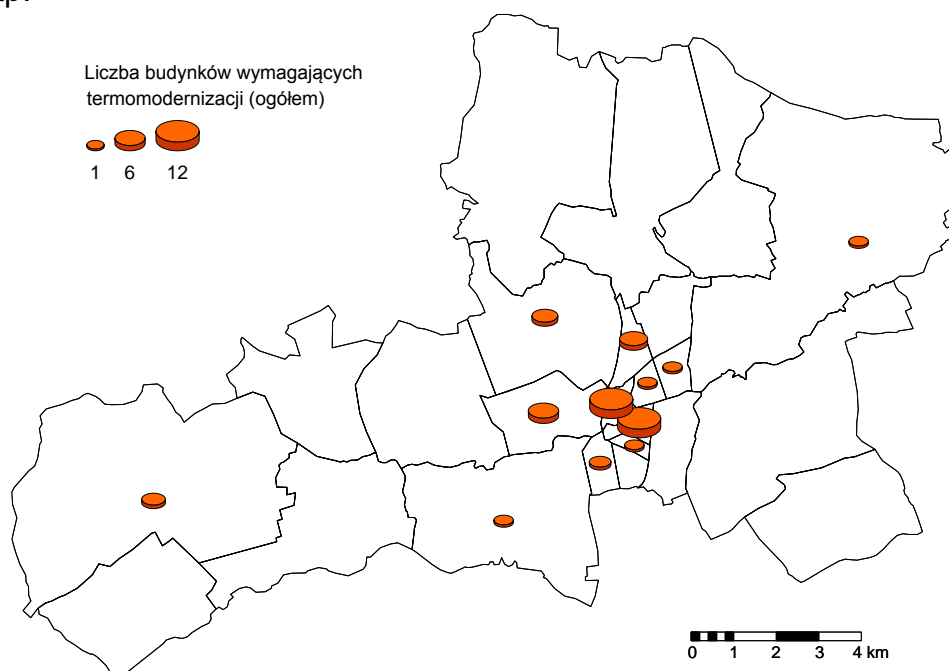 Liczba budynków wymagających
termomodernizacji (ogółem)
1 6 12
0 1 2 3 4 km